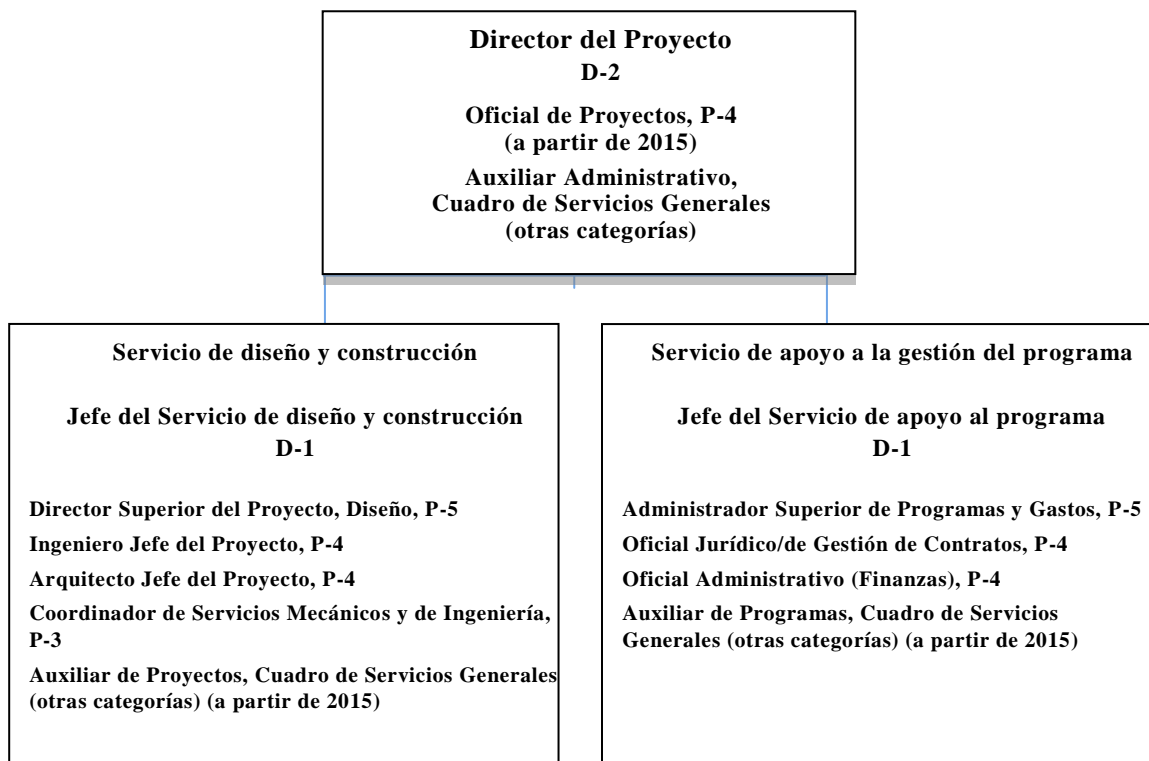 Director del Proyecto
D-2
Oficial de Proyectos, P-4
(a partir de 2015)
Auxiliar Administrativo,
Cuadro de Servicios Generales
(otras categorías)
Servicio de diseño y construcción
Jefe del Servicio de diseño y construcción
D-1
Director Superior del Proyecto, Diseño, P-5
Ingeniero Jefe del Proyecto, P-4
Arquitecto Jefe del Proyecto, P-4
Coordinador de Servicios Mecánicos y de Ingeniería,
P-3
Auxiliar de Proyectos, Cuadro de Servicios Generales
(otras categorías) (a partir de 2015)
Servicio de apoyo a la gestión del programa
Jefe del Servicio de apoyo al programa
D-1
Administrador Superior de Programas y Gastos, P-5
Oficial Jurídico/de Gestión de Contratos, P-4
Oficial Administrativo (Finanzas), P-4
Auxiliar de Programas, Cuadro de Servicios
Generales (otras categorías) (a partir de 2015)